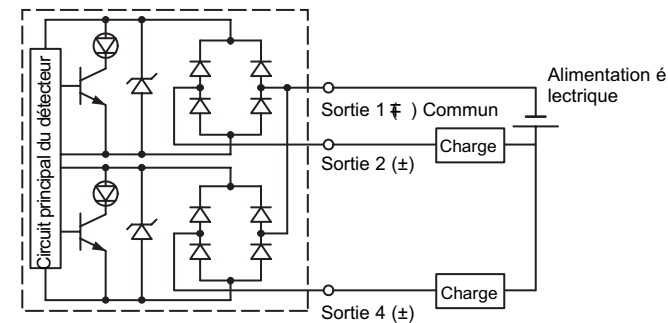 Circuit principal du détecteur
Alimentation é
lectrique
Sortie 1 (∓) Commun
Charge
Sortie 2 (±)
Charge
Sortie 4 (±)